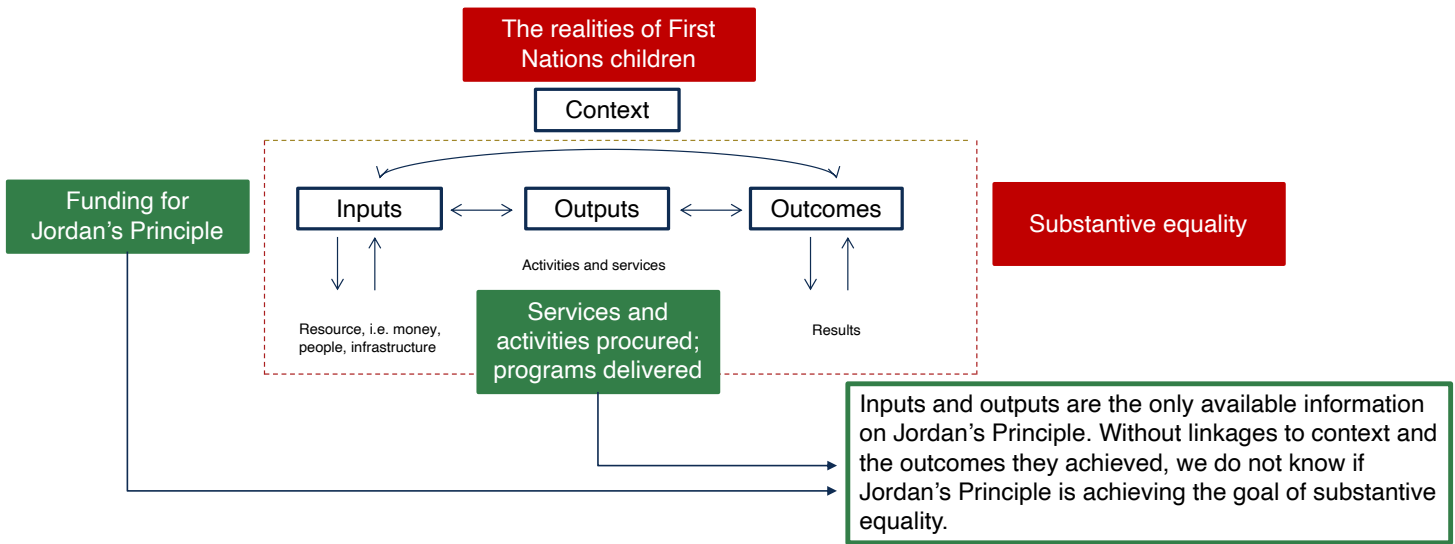 The realities of First
Nations children
Context
Funding for
Jordan’s Principle
Inputs
Outputs
Outcomes
Substantive equality
Activities and services
Resource, i.e. money,
people, infrastructure
Services and
activities procured;
programs delivered
Results
Inputs and outputs are the only available information
on Jordan’s Principle. Without linkages to context and
the outcomes they achieved, we do not know if
Jordan’s Principle is achieving the goal of substantive
equality.